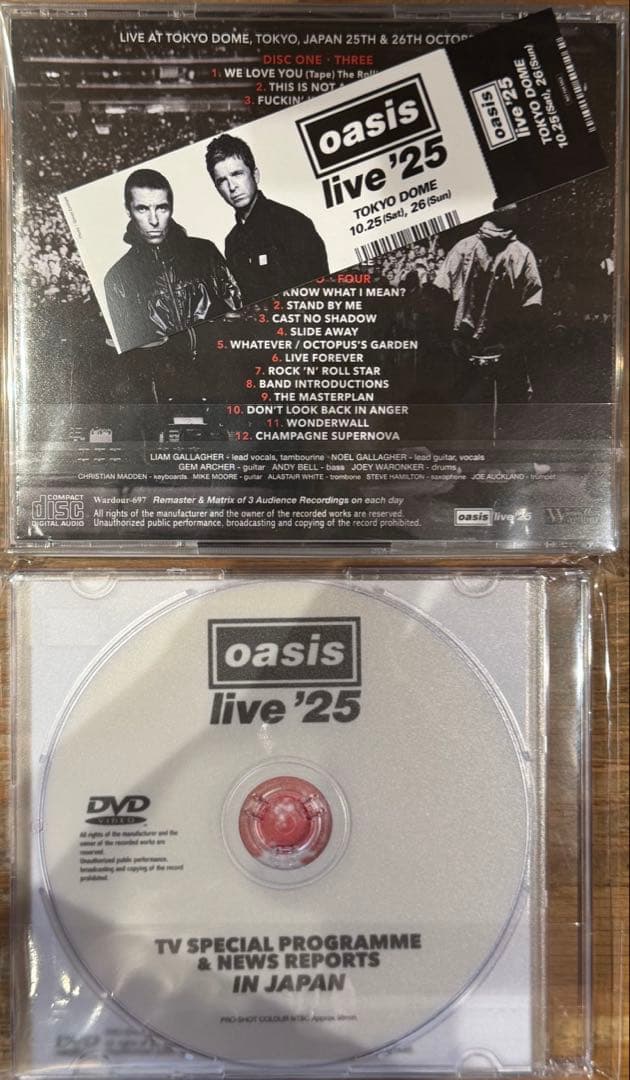 LIVE AT TOKYO DOME, TOKYO, JAPAN 25TH & 26TH
DISC ONE · THREE
1. WE LOVE YOU (Tape) The
2. THIS IS NOT
3. FUCKIN'
oasis
live '25
TOKYO DOME
10.25(Sat), 26(Sun)
oasis
live '25
TOKYO DOME
10.25(Sat), 26(Sun)
FOUR
KNOW WHAT I MEAN?
2. STAND BY ME
3. CAST NO SHADOW
4. SLIDE AWAY
5. WHATEVER / OCTOPUS'S GARDEN
6. LIVE FOREVER
7. ROCK 'N' ROLL STAR
8. BAND INTRODUCTIONS
9. THE MASTERPLAN
10. DON'T LOOK BACK IN ANGER
11. WONDERWALL
12. CHAMPAGNE SUPERNOVA
LIAM GALLAGHER - lead vocals, tambourine NOEL GALLAGHER - lead guitar, vocals
GEM ARCHER - guitar ANDY BELL - bass JOEY WARONKER - drums
CHRISTIAN MADDEN - keyboards MIKE MOORE - guitar ALASTAIR WHITE - trombone STEVE HAMILTON - saxophone JOE AUCKLAND - trumpet
COMPACT
disc
DIGITAL AUDIO
Wardour-697 Remaster & Matrix of 3 Audience Recordings on each day
All rights of the manufacturer and the owner of the recorded works are reserved.
Unauthorized public performance, broadcasting and copying of the record prohibited.
oasis live '25
oasis
live '25
DVD
VIDEO
All rights of the manufacturer and the
owner of the recorded works are
reserved.
Unauthorized public performance,
broadcasting and copying of the record
prohibited.
TV SPECIAL PROGRAMME
& NEWS REPORTS
IN JAPAN
PRO-SHOT COLOUR NTSC Approx.